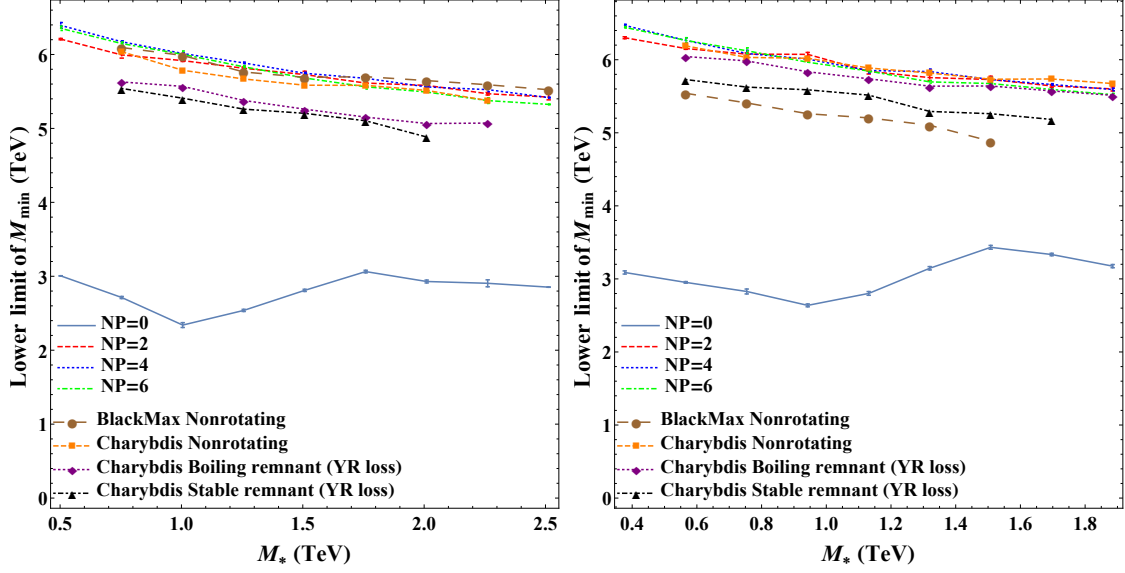 Lower limit of M_min (TeV)
6
5
4
3
2
1
0
NP=0
NP=2
NP=4
NP=6
BlackMax Nonrotating
Charybdis Nonrotating
Charybdis Boiling remnant (YR loss)
Charybdis Stable remnant (YR loss)
0.5 1.0 1.5 2.0 2.5
M_* (TeV)
Lower limit of M_min (TeV)
6
5
4
3
2
1
0
NP=0
NP=2
NP=4
NP=6
BlackMax Nonrotating
Charybdis Nonrotating
Charybdis Boiling remnant (YR loss)
Charybdis Stable remnant (YR loss)
0.4 0.6 0.8 1.0 1.2 1.4 1.6 1.8
M_* (TeV)